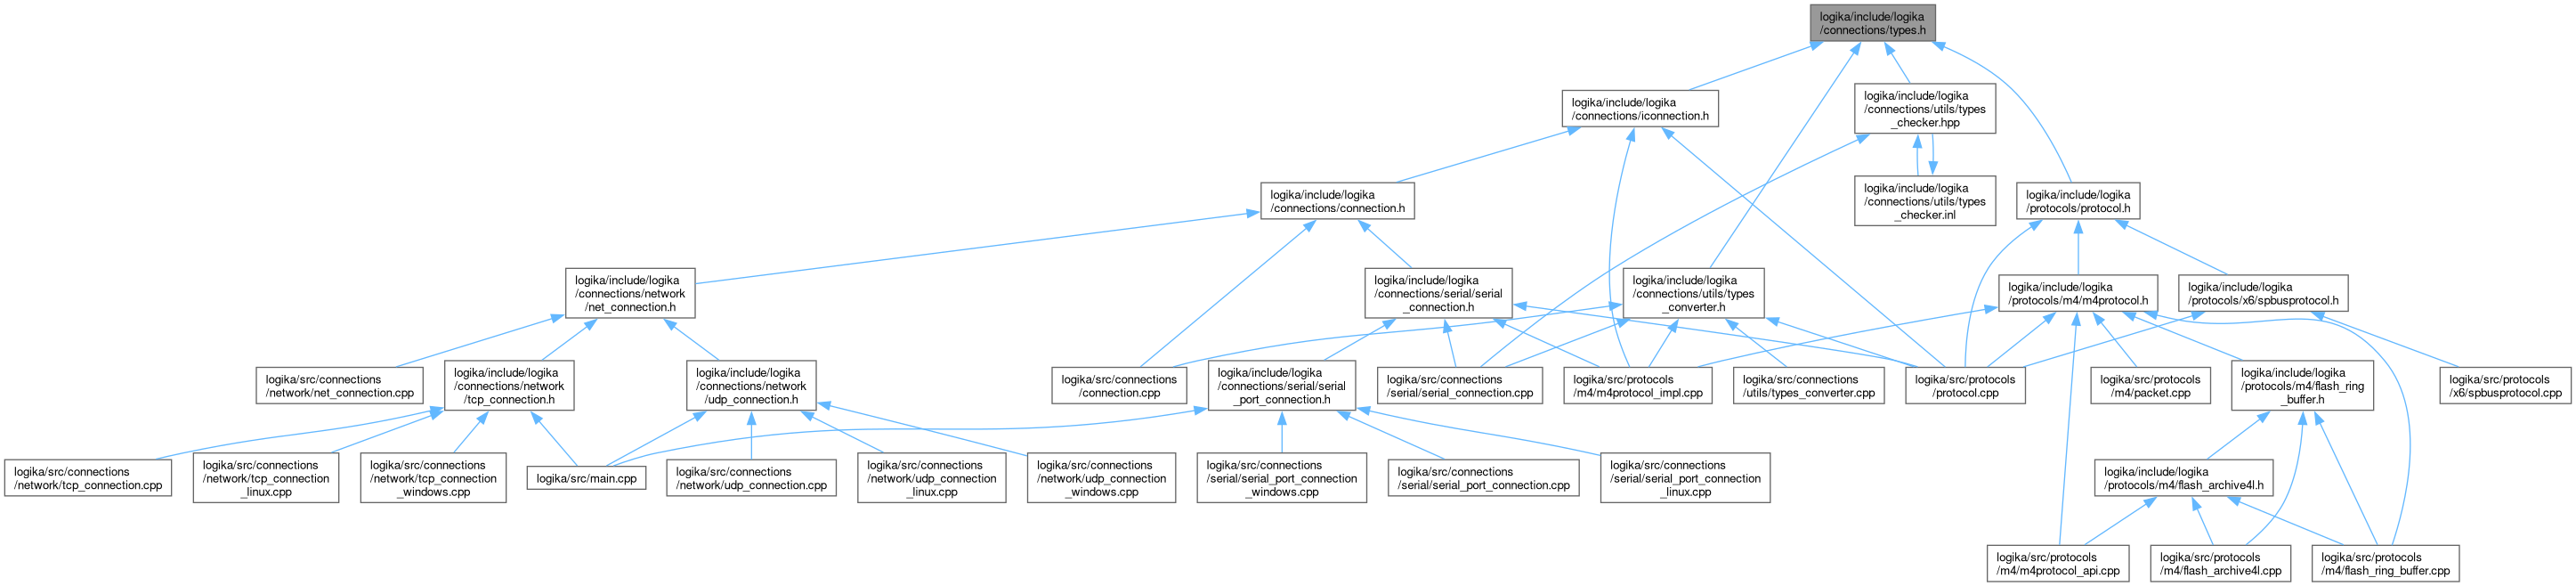 logika/include/logika
/connections/types.h
logika/include/logika
/connections/iconnection.h
logika/include/logika
/connections/utils/types
_checker.hpp
logika/include/logika
/connections/connection.h
logika/include/logika
/connections/utils/types
_checker.inl
logika/include/logika
/protocols/protocol.h
logika/include/logika
/connections/network
/net_connection.h
logika/include/logika
/connections/serial/serial
_connection.h
logika/include/logika
/connections/utils/types
_converter.h
logika/include/logika
/protocols/m4/m4protocol.h
logika/include/logika
/protocols/x6/spbusprotocol.h
logika/src/connections
/network/net_connection.cpp
logika/include/logika
/connections/network
/tcp_connection.h
logika/include/logika
/connections/network
/udp_connection.h
logika/src/connections
/connection.cpp
logika/include/logika
/connections/serial/serial
_port_connection.h
logika/src/connections
/serial/serial_connection.cpp
logika/src/protocols
/m4/m4protocol_impl.cpp
logika/src/connections
/utils/types_converter.cpp
logika/src/protocols
/protocol.cpp
logika/src/protocols
/m4/packet.cpp
logika/include/logika
/protocols/m4/flash_ring
_buffer.h
logika/src/protocols
/x6/spbusprotocol.cpp
logika/src/connections
/network/tcp_connection.cpp
logika/src/connections
/network/tcp_connection
_linux.cpp
logika/src/connections
/network/tcp_connection
_windows.cpp
logika/src/main.cpp
logika/src/connections
/network/udp_connection.cpp
logika/src/connections
/network/udp_connection
_linux.cpp
logika/src/connections
/network/udp_connection
_windows.cpp
logika/src/connections
/serial/serial_port_connection
_windows.cpp
logika/src/connections
/serial/serial_port_connection.cpp
logika/src/connections
/serial/serial_port_connection
_linux.cpp
logika/include/logika
/protocols/m4/flash_archive4l.h
logika/src/protocols
/m4/m4protocol_api.cpp
logika/src/protocols
/m4/flash_archive4l.cpp
logika/src/protocols
/m4/flash_ring_buffer.cpp